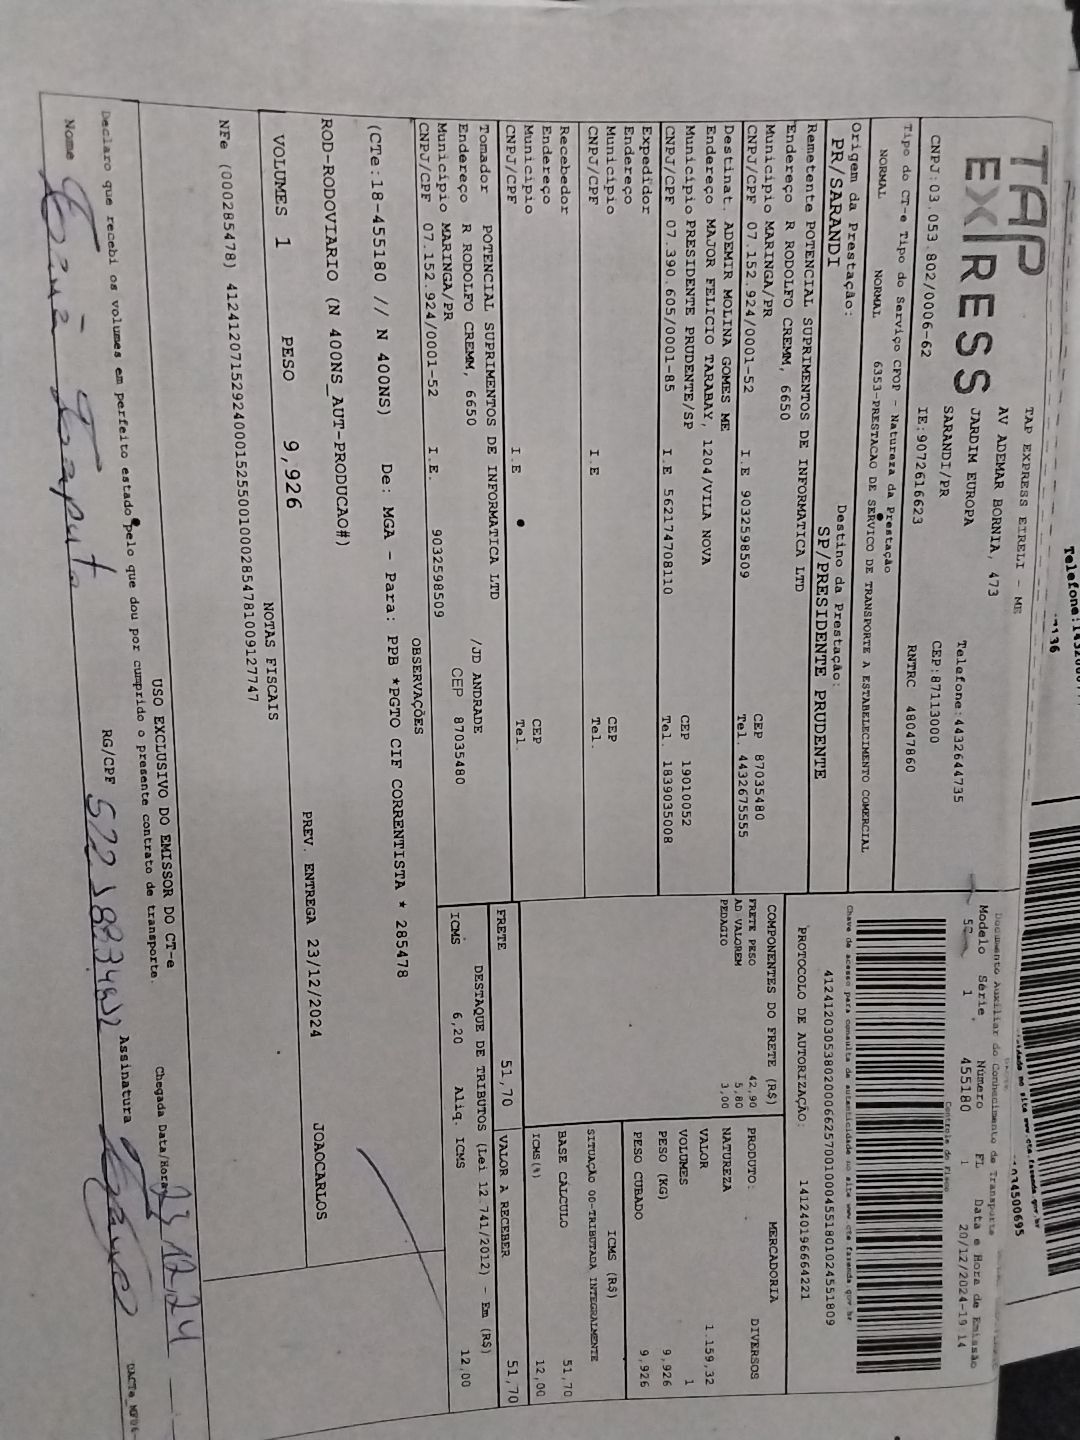 TAP EXPRESS
TAP EXPRESS EIRELI - ME
AV ADEMAR BORNIA, 473
JARDIM EUROPA
SARANDI/PR
Telefone:4432644735
CEP:87113000
CNPJ:03.053.802/0006-62 IE:9072616623 RNTRC 48047860
Documento Auxiliar do Conhecimento de Transporte
Modelo Série Número FL Data e Hora de Emissão
1 455180 1 20/12/2024-19 14
Controle do Fisco
Chave de acesso para consulta de autenticidade no site www.cte.fazenda.gov.br
41241203053802000662570010004551801024551809
PROTOCOLO DE AUTORIZAÇÃO: 141240196664221
Tipo do CT-e Tipo do Serviço CFOP - Natureza da Prestação
NORMAL NORMAL 6353-PRESTACAO DE SERVICO DE TRANSPORTE A ESTABELECIMENTO COMERCIAL
Origem da Prestação: Destino da Prestação:
PR/SARANDI SP/PRESIDENTE PRUDENTE
Remetente POTENCIAL SUPRIMENTOS DE INFORMATICA LTD
Endereço R RODOLFO CREMM, 6650
Município MARINGA/PR CEP 87035480
CNPJ/CPF 07.152.924/0001-52 I.E 9032598509 Tel. 4432675555
Destinat. ADEMIR MOLINA GOMES ME
Endereço MAJOR FELICIO TARABAY, 1204/VILA NOVA
Município PRESIDENTE PRUDENTE/SP CEP 19010052
CNPJ/CPF 07.390.605/0001-85 I.E 562174708110 Tel. 1839035008
Expedidor
Endereço
Município CEP
CNPJ/CPF Tel.
Recebedor
Endereço
Município CEP
CNPJ/CPF I.E Tel.
Tomador POTENCIAL SUPRIMENTOS DE INFORMATICA LTD
Endereço R RODOLFO CREMM, 6650 /JD ANDRADE
Município MARINGA/PR CEP 87035480
CNPJ/CPF 07.152.924/0001-52 I.E. 9032598509
COMPONENTES DO FRETE (R$)
FRETE PESO 42,90
AD VALOREM 5,80
PEDAGIO 3,00
MERCADORIA
PRODUTO: DIVERSOS
NATUREZA
VALOR 1.159,32
VOLUMES 1
PESO (KG) 9,926
PESO CUBADO 9,926
ICMS (R$)
SITUAÇÃO 00-TRIBUTADA INTEGRALMENTE
BASE CÁLCULO 51,70
ICMS(%) 12,00
FRETE 51,70 VALOR A RECEBER 51,70
DESTAQUE DE TRIBUTOS (Lei 12.741/2012) - Em (R$)
ICMS 6,20 Aliq. ICMS 12,00
OBSERVAÇÕES
(CTe:18-455180 // N 400NS) De: MGA - Para: PPB *PGTO CIF CORRENTISTA * 285478
ROD-RODOVIARIO (N 400NS_AUT-PRODUCAO#)
PREV. ENTREGA 23/12/2024 JOAOCARLOS
VOLUMES 1 PESO 9,926
NOTAS FISCAIS
NFe (000285478) 41241207152924000152550010002854781009127747
USO EXCLUSIVO DO EMISSOR DO CT-e
Declaro que recebi os volumes em perfeito estado pelo que dou por cumprido o presente contrato de transporte.
Chegada Data/Hora 23 12 24
Nome RG/CPF Assinatura